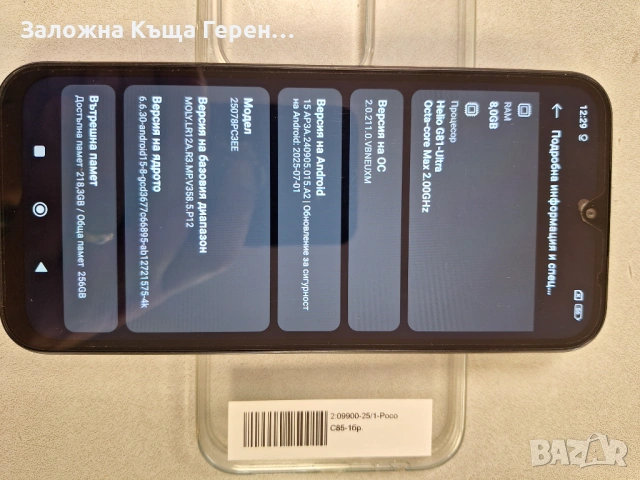 Заложна Къща Герен...
12:29
← Подробна информация и спец...
RAM
8,0GB
Процесор
Helio G81-Ultra
Octa-core Max 2.00GHz
Версия на ОС
2.0.211.0.VBNEUXM
Версия на Android
15 AP3A.240905.015.A2 | Обновление за сигурност
на Android: 2025-07-01
Модел
25078PC3EE
Версия на базовия диапазон
MOLY.LR12A.R3.MP.V358.5.P12
Версия на ядрото
6.6.30-android15-8-gcd3677c66895-ab12721575-4k
Вътрешна памет
Достъпна памет 218,3GB / Обща памет 256GB
2:09900-25/1-Poco
C85-1бр.
BAZAR